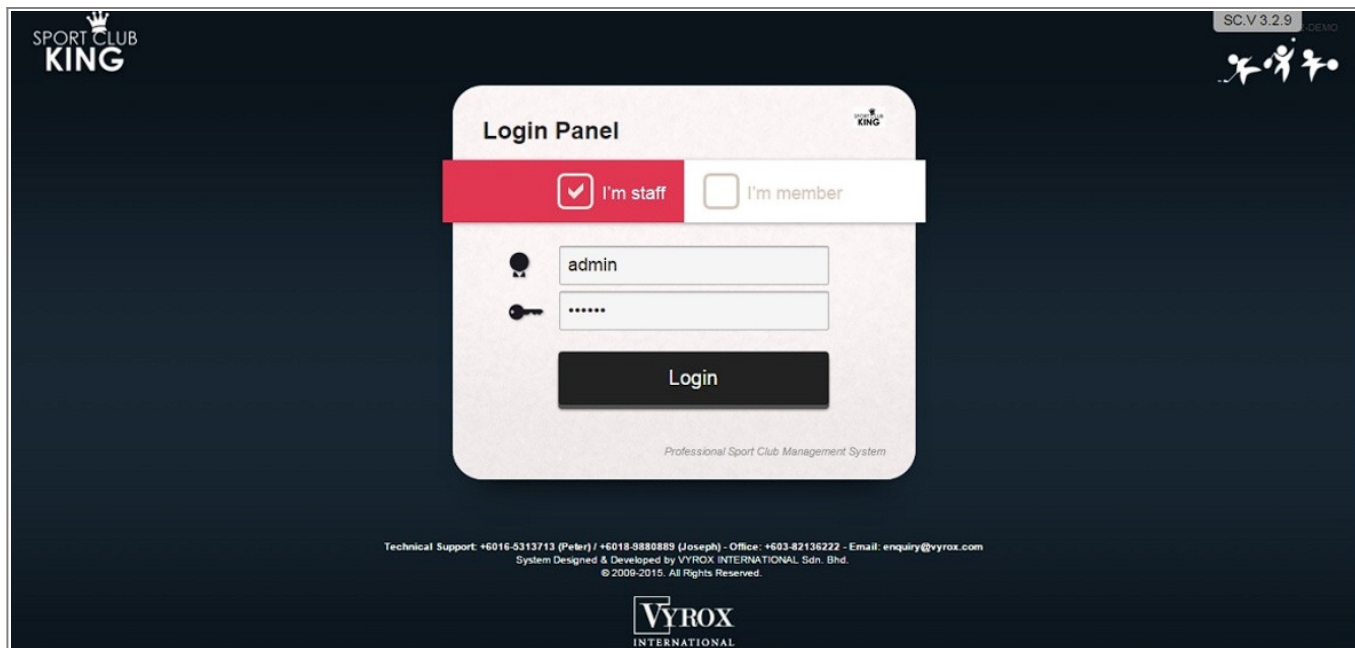 SPORT CLUB
KING
SC.V 3.2.9
-DEMO
Login Panel
SPORT CLUB
KING
I'm staff
I'm member
admin
••••••
Login
Professional Sport Club Management System
Technical Support: +6016-5313713 (Peter) / +6018-9880889 (Joseph) - Office: +603-82136222 - Email: enquiry@vyrox.com
System Designed & Developed by VYROX INTERNATIONAL Sdn. Bhd.
© 2009-2015. All Rights Reserved.
VYROX
INTERNATIONAL